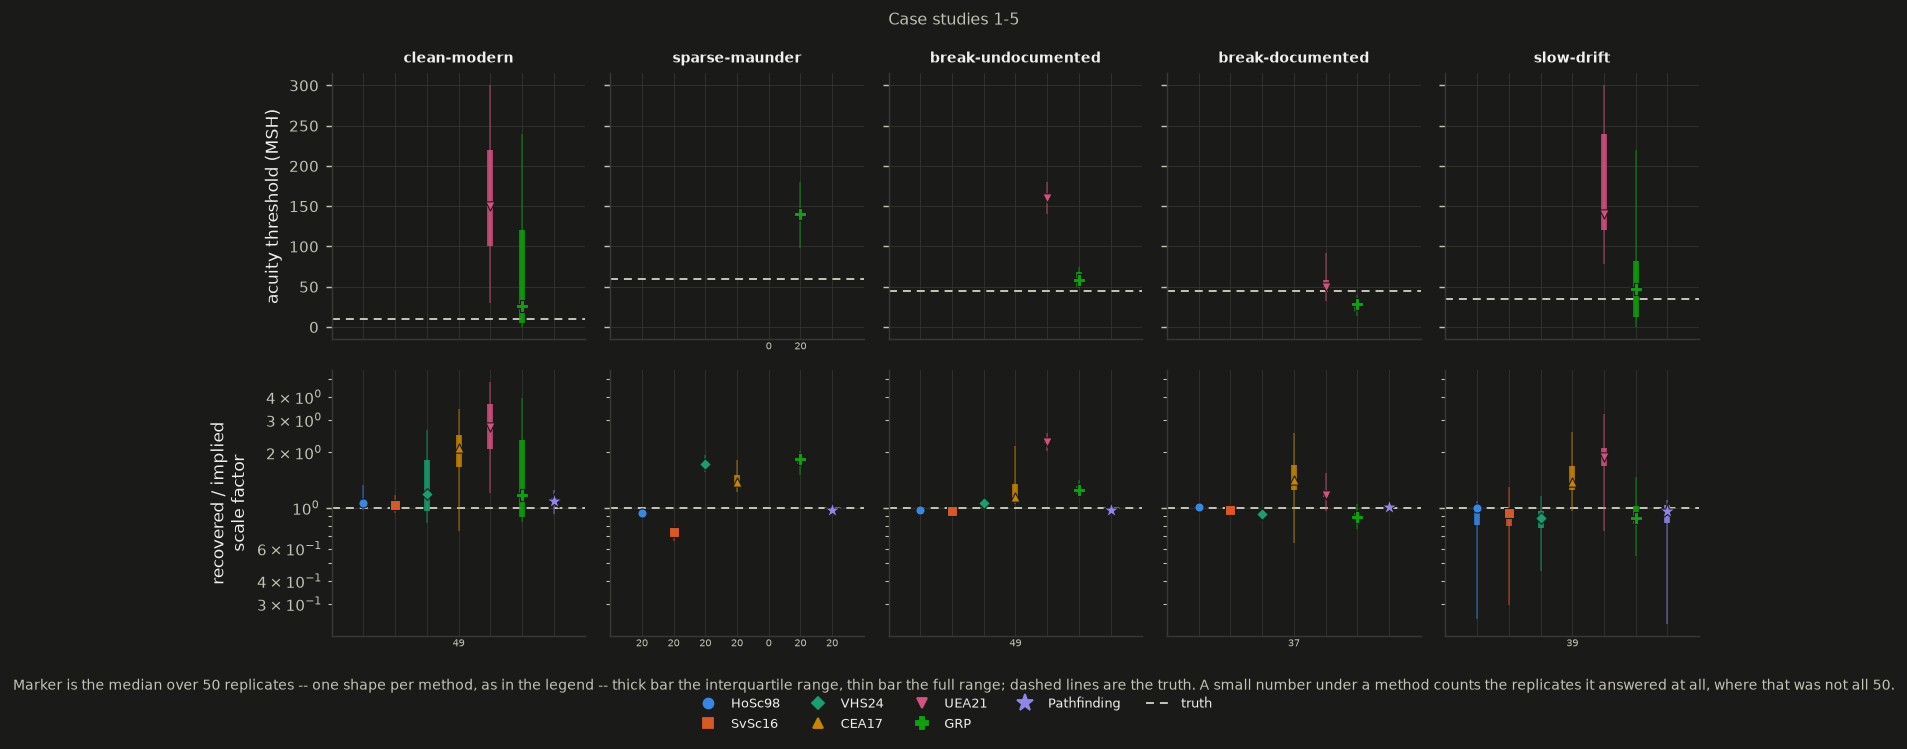 Case studies 1-5
clean-modern
sparse-maunder
break-undocumented
break-documented
slow-drift
acuity threshold (MSH)
300
250
200
150
100
50
0
0 20
recovered / implied
scale factor
4 × 10⁰
3 × 10⁰
2 × 10⁰
10⁰
6 × 10⁻¹
4 × 10⁻¹
3 × 10⁻¹
49
20 20 20 20 0 20 20
49
37
39
Marker is the median over 50 replicates -- one shape per method, as in the legend -- thick bar the interquartile range, thin bar the full range; dashed lines are the truth. A small number under a method counts the replicates it answered at all, where that was not all 50.
HoSc98 VHS24 UEA21 Pathfinding truth
SvSc16 CEA17 GRP